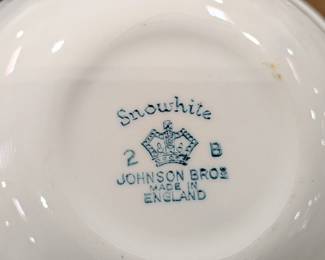 Snowhite
2 B
JOHNSON BROS
MADE IN
ENGLAND